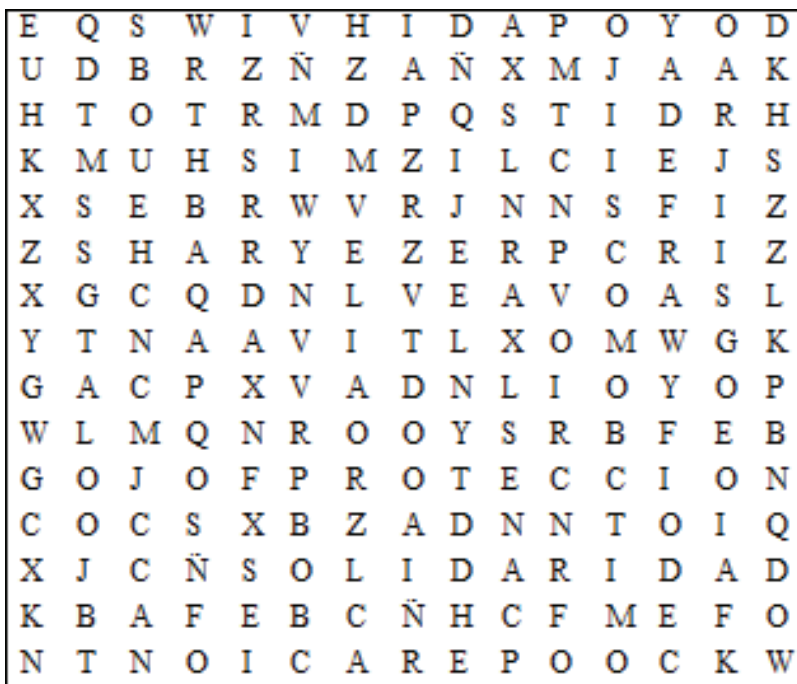 E Q S W I V H I D A P O Y O D
U D B R Z Ñ Z A Ñ X M J A A K
H T O T R M D P Q S T I D R H
K M U H S I M Z I L C I E J S
X S E B R W V R J N N S F I Z
Z S H A R Y E Z E R P C R I Z
X G C Q D N L V E A V O A S L
Y T N A A V I T L X O M W G K
G A C P X V A D N L I O Y O P
W L M Q N R O O Y S R B F E B
G O J O F P R O T E C C I O N
C O C S X B Z A D N N T O I Q
X J C Ñ S O L I D A R I D A D
K B A F E B C Ñ H C F M E F O
N T N O I C A R E P O O C K W